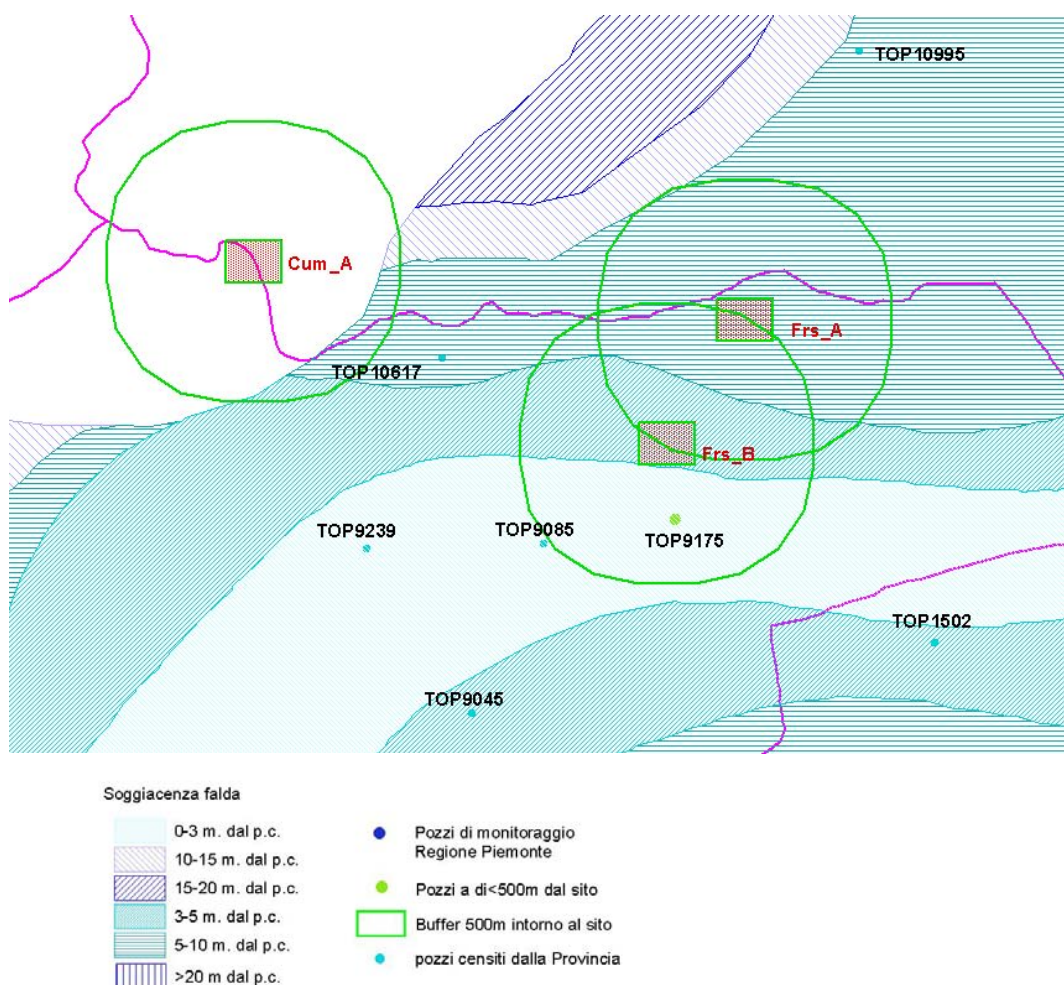 TOP10995
Cum_A
Frs_A
TOP10617
Frs_B
TOP9239
TOP9085
TOP9175
TOP1502
TOP9045
Soggiacenza falda
0-3 m. dal p.c.
10-15 m. dal p.c.
15-20 m. dal p.c.
3-5 m. dal p.c.
5-10 m. dal p.c.
>20 m dal p.c.
Pozzi di monitoraggio
Regione Piemonte
Pozzi a di<500m dal sito
Buffer 500m intorno al sito
pozzi censiti dalla Provincia